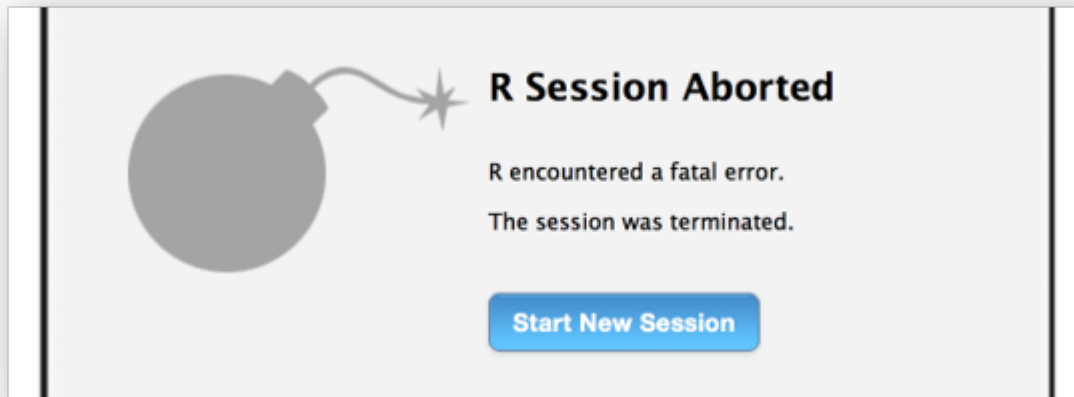 R Session Aborted
R encountered a fatal error.
The session was terminated.
Start New Session